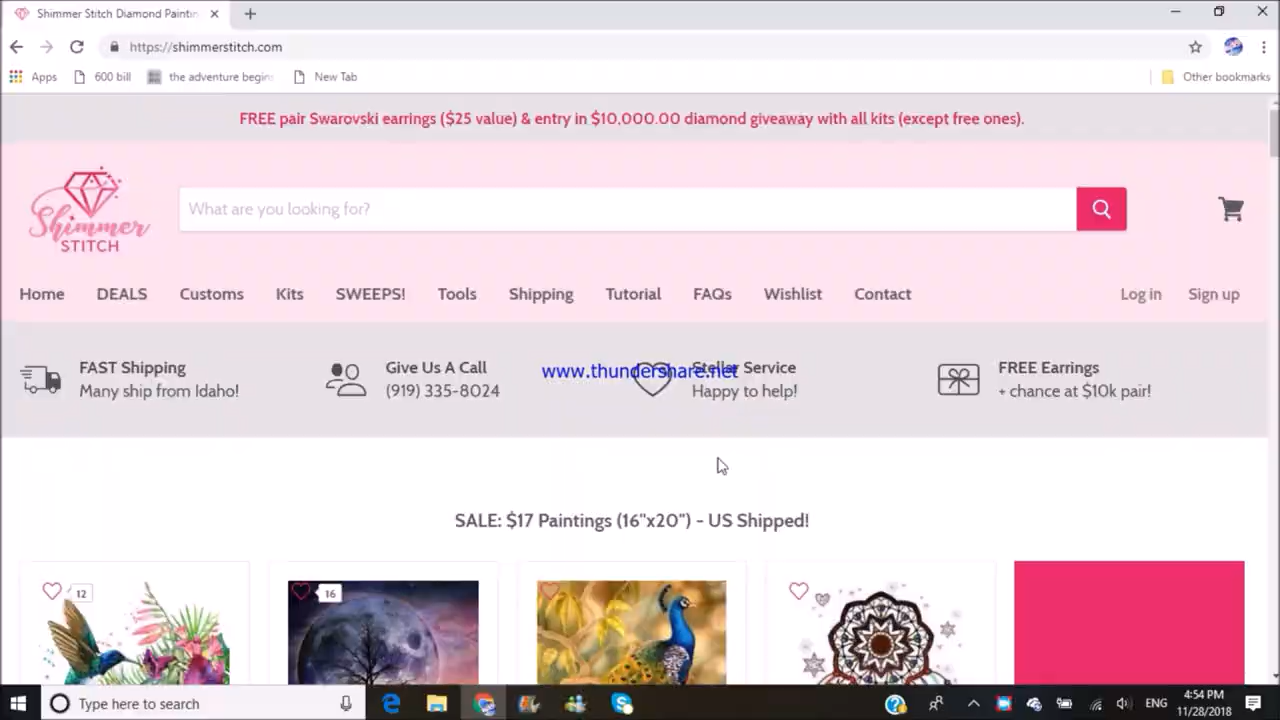 Shimmer Stitch Diamond Paintin
https://shimmerstitch.com
Apps 600 bill the adventure begins New Tab Other bookmarks
FREE pair Swarovski earrings ($25 value) & entry in $10,000.00 diamond giveaway with all kits (except free ones).
Shimmer
STITCH
What are you looking for?
Home DEALS Customs Kits SWEEPS! Tools Shipping Tutorial FAQs Wishlist Contact Log in Sign up
FAST Shipping
Many ship from Idaho!
Give Us A Call
(919) 335-8024
www.thundershare.net
Stellar Service
Happy to help!
FREE Earrings
+ chance at $10k pair!
SALE: $17 Paintings (16"x20") - US Shipped!
12
16
Type here to search
ENG
4:54 PM
11/28/2018